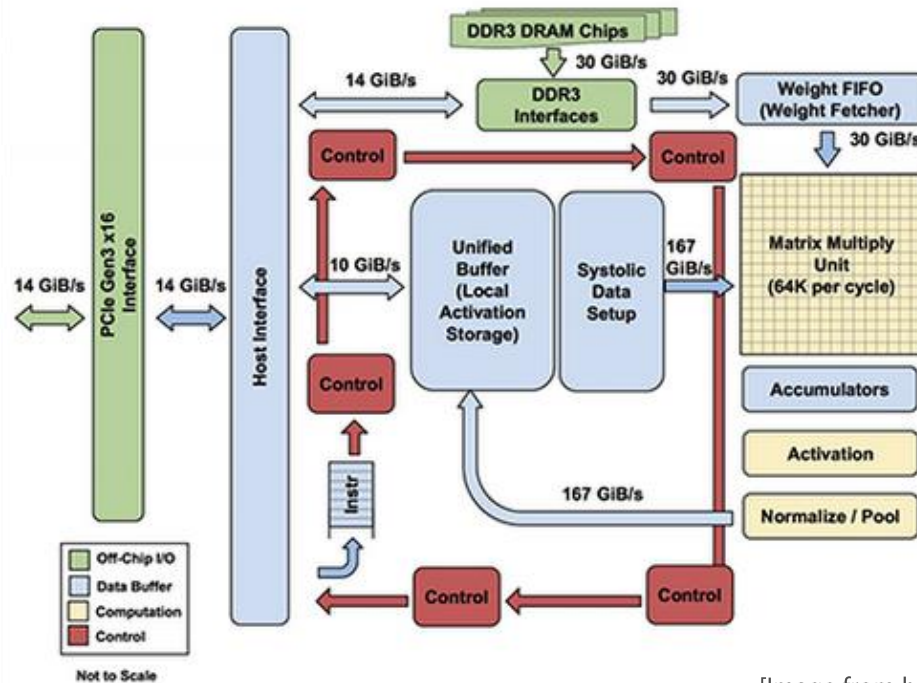 DDR3 DRAM Chips
30 GiB/s
14 GiB/s
30 GiB/s
DDR3
Interfaces
Weight FIFO
(Weight Fetcher)
30 GiB/s
Control
Control
PCIe Gen3 x16
Interface
14 GiB/s
14 GiB/s
Host Interface
10 GiB/s
Unified
Buffer
(Local
Activation
Storage)
Systolic
Data
Setup
167
GiB/s
Matrix Multiply
Unit
(64K per cycle)
Control
Accumulators
Activation
Instr
167 GiB/s
Normalize / Pool
Control
Control
Off-Chip I/O
Data Buffer
Computation
Control
Not to Scale